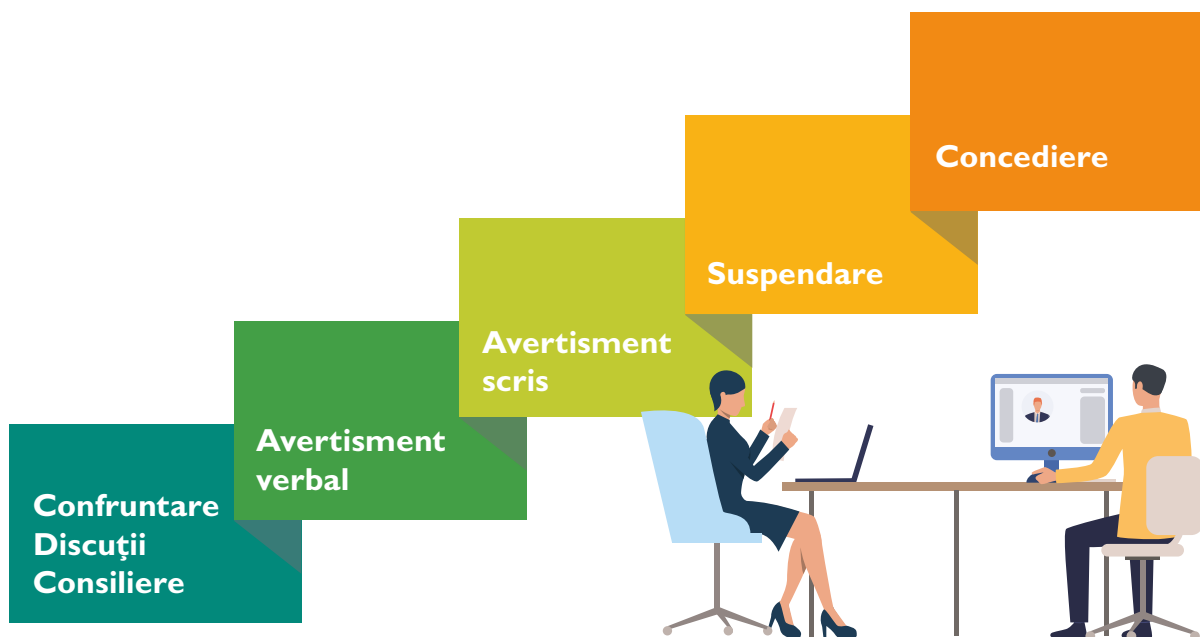 Confruntare
Discuții
Consiliere
Avertisment
verbal
Avertisment
scris
Suspendare
Concediere